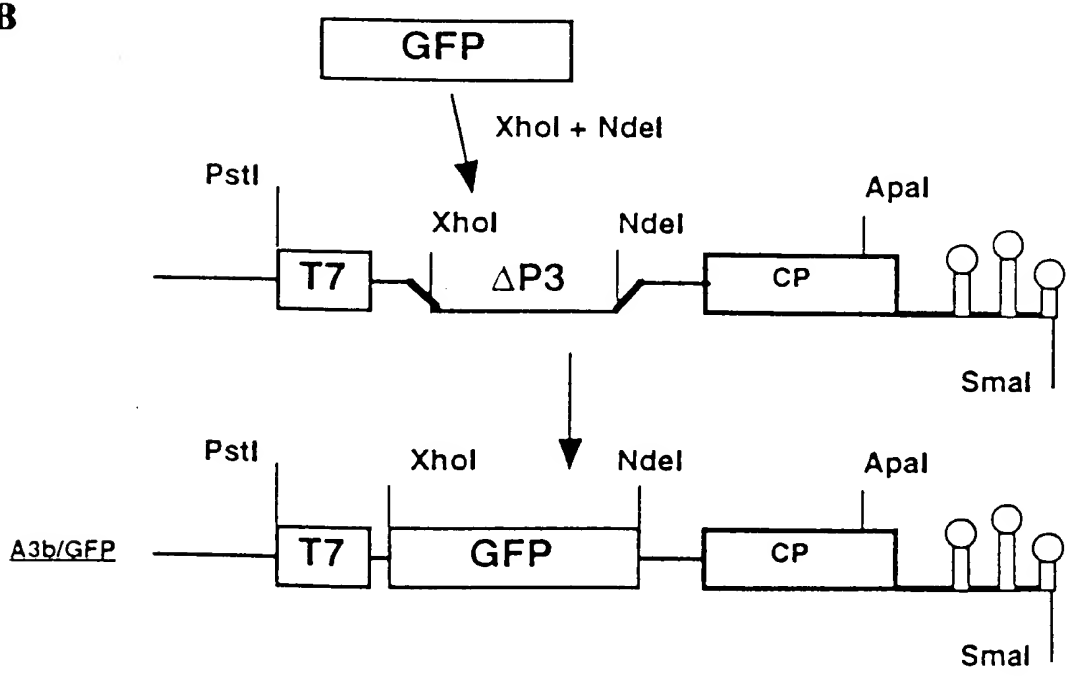 B
GFP
XhoI + NdeI
PstI
ApaI
XhoI
NdeI
T7
ΔP3
CP
SmaI
PstI
XhoI
NdeI
ApaI
A3b/GFP
T7
GFP
CP
SmaI